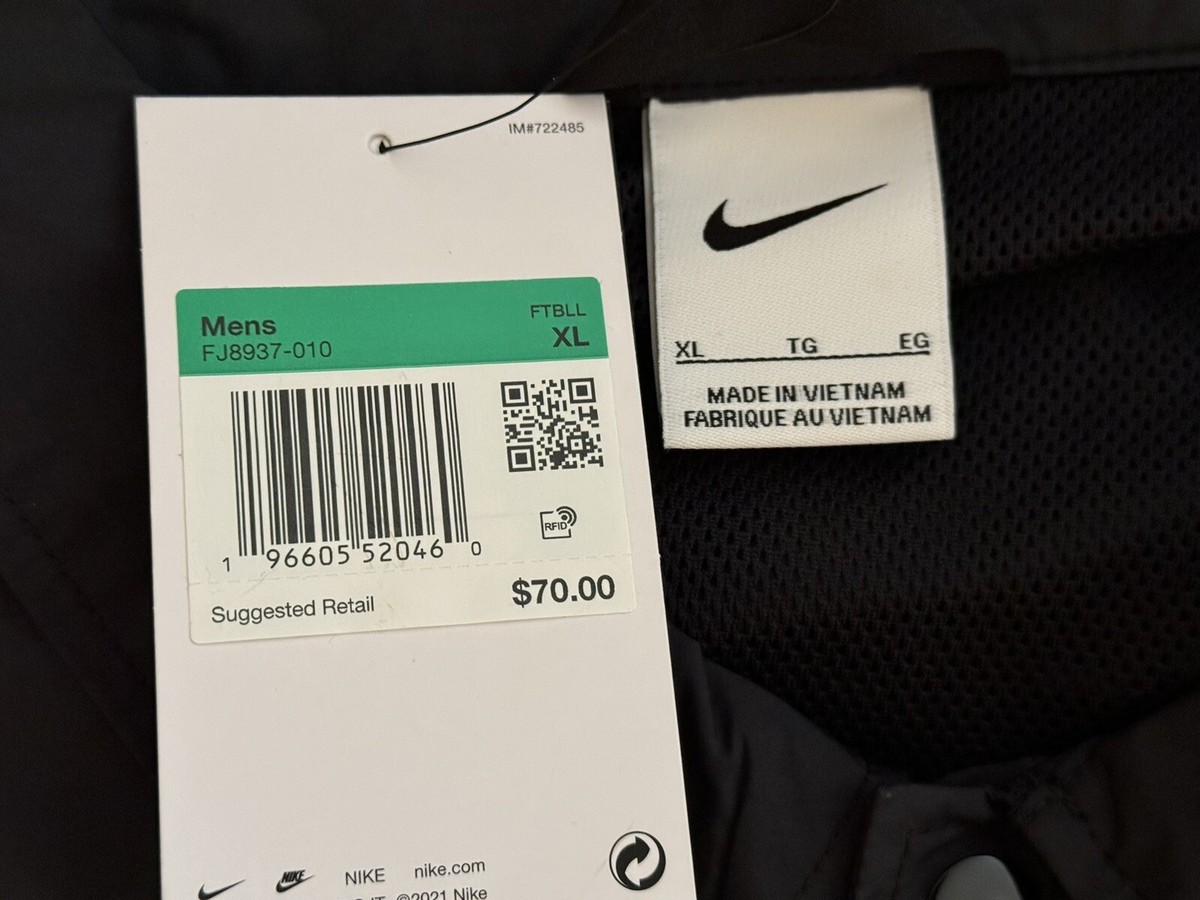 IM#722485
Mens
FJ8937-010
FTBLL
XL
1 96605 52046 0
RFID
Suggested Retail
$70.00
NIKE
NIKE
nike.com
©2021 Nike
XL TG EG
MADE IN VIETNAM
FABRIQUE AU VIETNAM